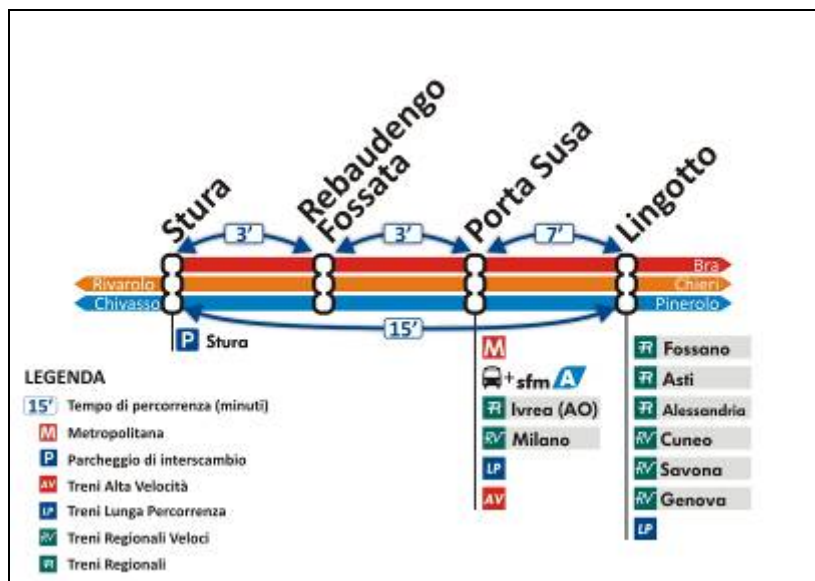 Stura
Rebaudengo
Fossata
Porta Susa
Lingotto
3'
3'
7'
Bra
Rivarolo
Chieri
Chivasso
Pinerolo
15'
P Stura
M
+ sfm A
R Ivrea (AO)
RV Milano
LP
AV
R Fossano
R Asti
R Alessandria
RV Cuneo
RV Savona
RV Genova
LP
LEGENDA
15' Tempo di percorrenza (minuti)
M Metropolitana
P Parcheggio di interscambio
AV Treni Alta Velocità
LP Treni Lunga Percorrenza
RV Treni Regionali Veloci
R Treni Regionali